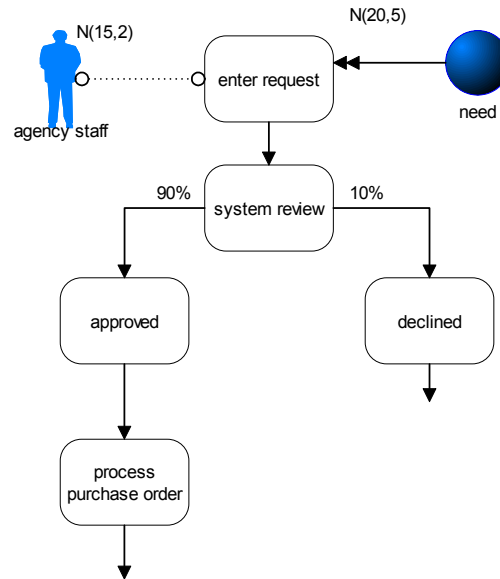 N(15,2)
N(20,5)
enter request
agency staff
need
90%
10%
system review
approved
declined
process
purchase order